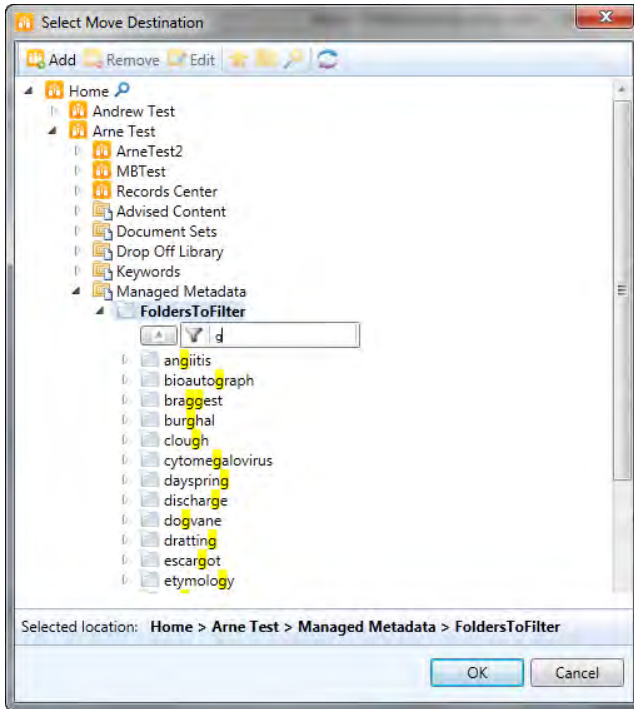 Select Move Destination
Add Remove Edit
Home
Andrew Test
Arne Test
ArneTest2
MBTest
Records Center
Advised Content
Document Sets
Drop Off Library
Keywords
Managed Metadata
FoldersToFilter
g
angiitis
bioautograph
braggest
burghal
clough
cytomegalovirus
dayspring
discharge
dogvane
dratting
escargot
etymology
Selected location: Home > Arne Test > Managed Metadata > FoldersToFilter
OK Cancel